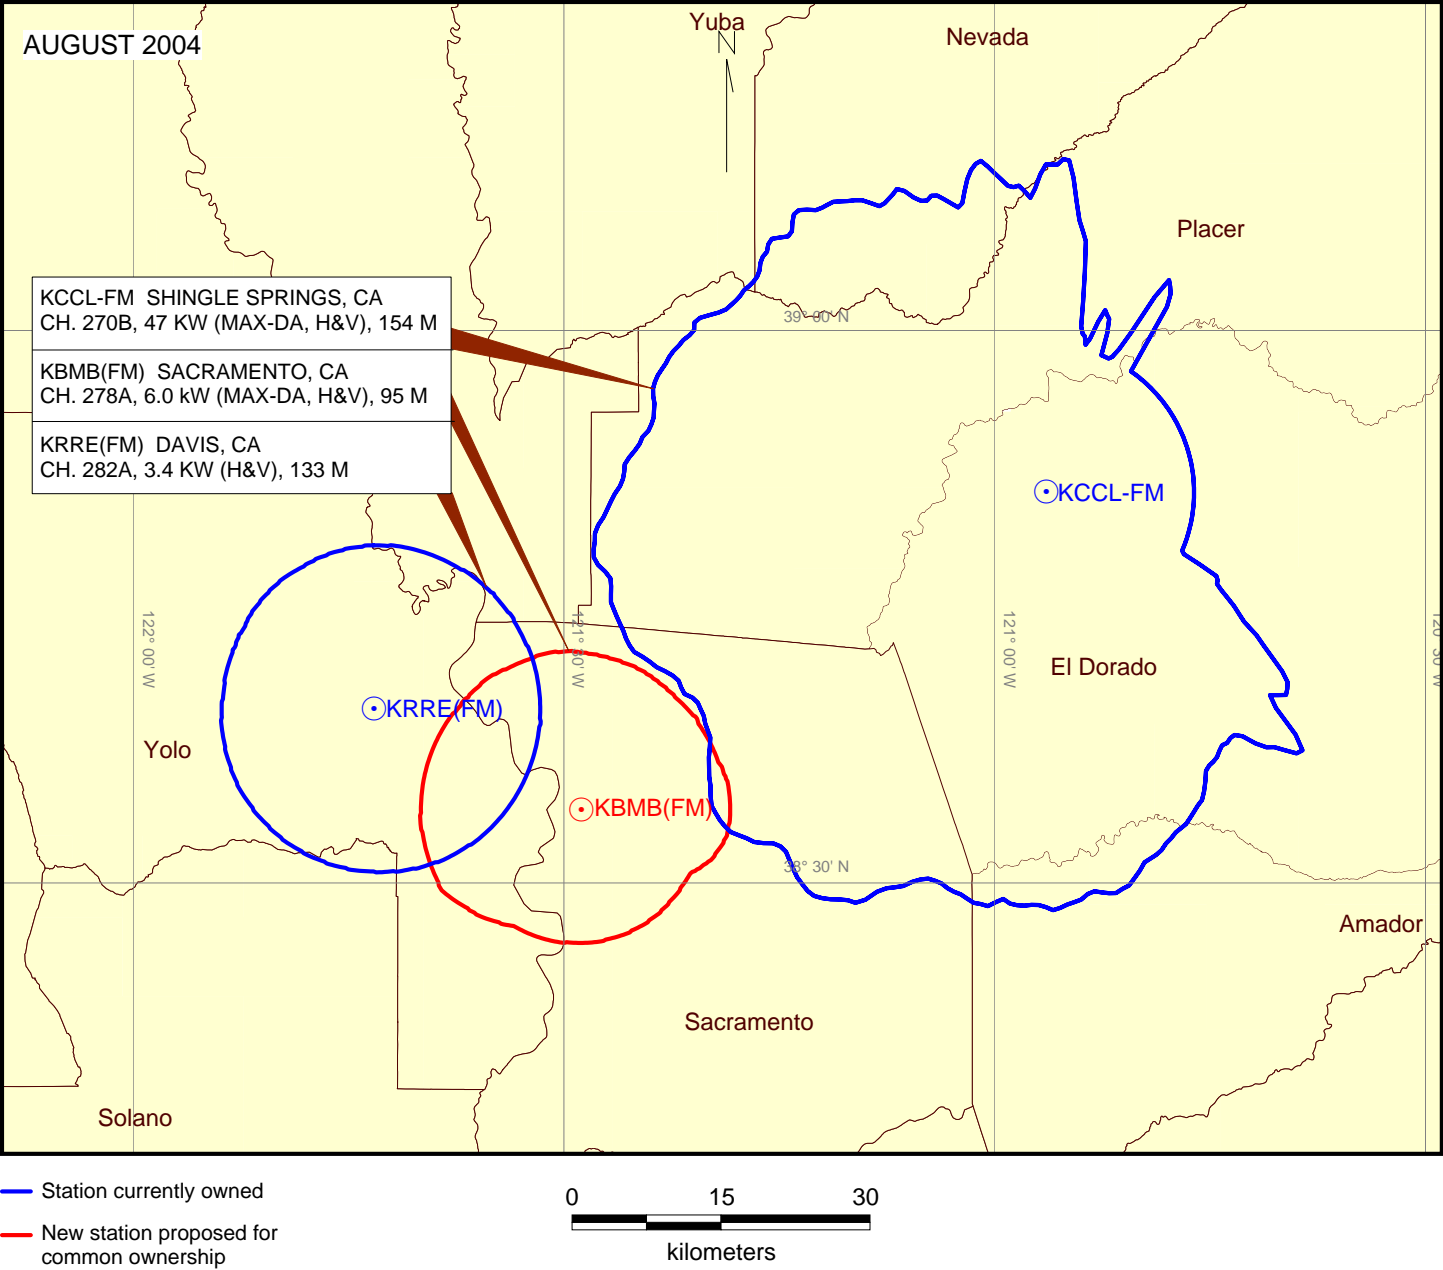 AUGUST 2004
Yuba
N
Nevada
Placer
KCCL-FM SHINGLE SPRINGS, CA
CH. 270B, 47 KW (MAX-DA, H&V), 154 M
KBMB(FM) SACRAMENTO, CA
CH. 278A, 6.0 kW (MAX-DA, H&V), 95 M
KRRE(FM) DAVIS, CA
CH. 282A, 3.4 KW (H&V), 133 M
39° 00' N
KCCL-FM
122° 00' W
121° 30' W
121° 00' W
120° 30' W
El Dorado
KRRE(FM)
Yolo
KBMB(FM)
38° 30' N
Amador
Sacramento
Solano
Station currently owned
New station proposed for
common ownership
0 15 30
kilometers